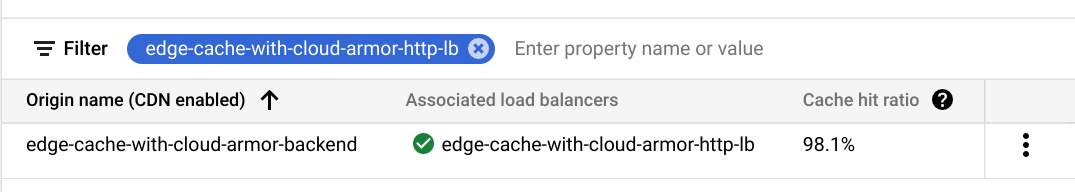 Filter edge-cache-with-cloud-armor-http-lb Enter property name or value
Origin name (CDN enabled) Associated load balancers Cache hit ratio
edge-cache-with-cloud-armor-backend edge-cache-with-cloud-armor-http-lb 98.1%